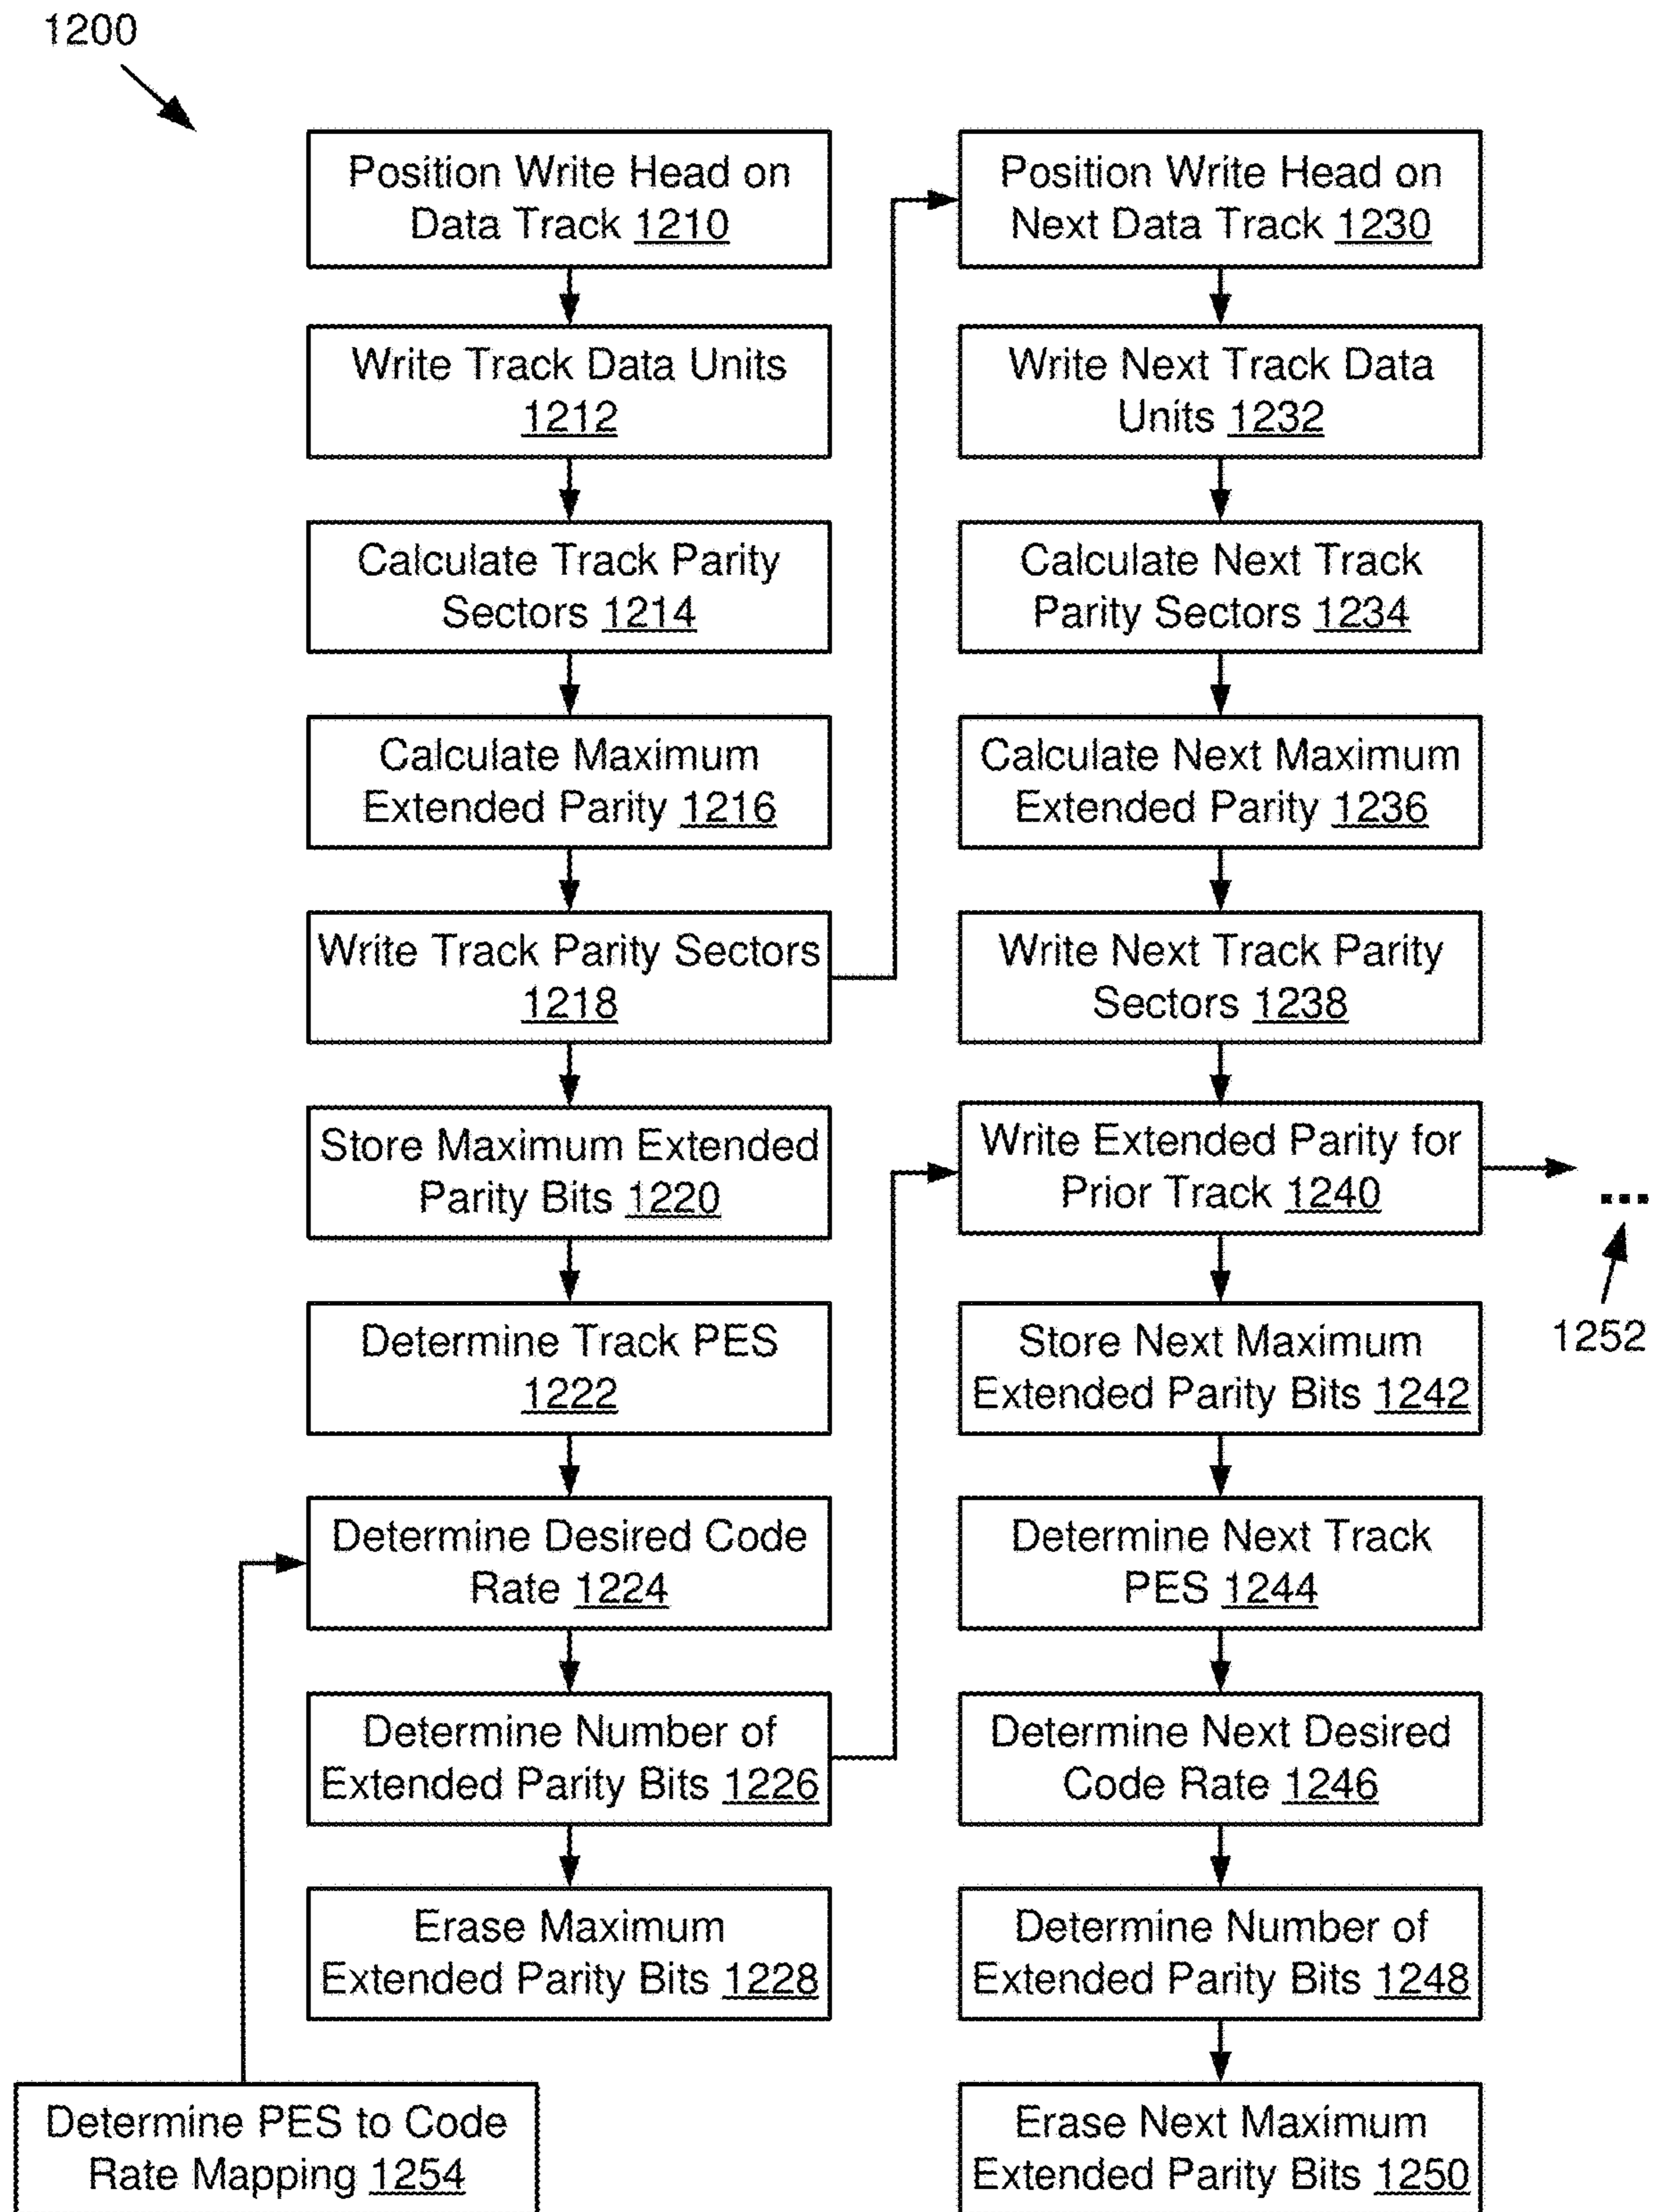 1200
Position Write Head on
Data Track 1210
Write Track Data Units
1212
Calculate Track Parity
Sectors 1214
Calculate Maximum
Extended Parity 1216
Write Track Parity Sectors
1218
Store Maximum Extended
Parity Bits 1220
Determine Track PES
1222
Determine Desired Code
Rate 1224
Determine Number of
Extended Parity Bits 1226
Erase Maximum
Extended Parity Bits 1228
Determine PES to Code
Rate Mapping 1254
Position Write Head on
Next Data Track 1230
Write Next Track Data
Units 1232
Calculate Next Track
Parity Sectors 1234
Calculate Next Maximum
Extended Parity 1236
Write Next Track Parity
Sectors 1238
Write Extended Parity for
Prior Track 1240
Store Next Maximum
Extended Parity Bits 1242
Determine Next Track
PES 1244
Determine Next Desired
Code Rate 1246
Determine Number of
Extended Parity Bits 1248
Erase Next Maximum
Extended Parity Bits 1250
...
1252